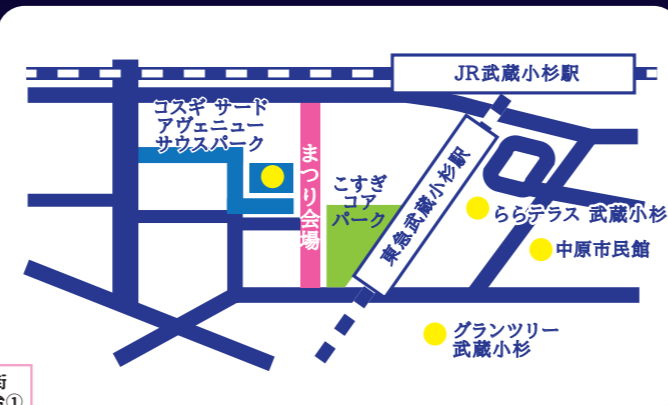 JR武蔵小杉駅
コスギ サード
アヴェニュー
サウスパーク
まつり会場
こすぎ
コア
パーク
東急武蔵小杉駅
ららテラス 武蔵小杉
中原市民館
グランツリー
武蔵小杉
①